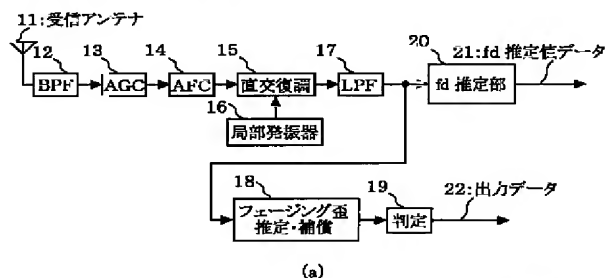 11:受信アンテナ
12
13
14
15
17
20
21:fd 推定値データ
BPF
AGC
AFC
直交復調
LPF
fd 推定部
16
局部発振器
18
19
22:出力データ
フェージング歪
推定・補償
判定
(a)